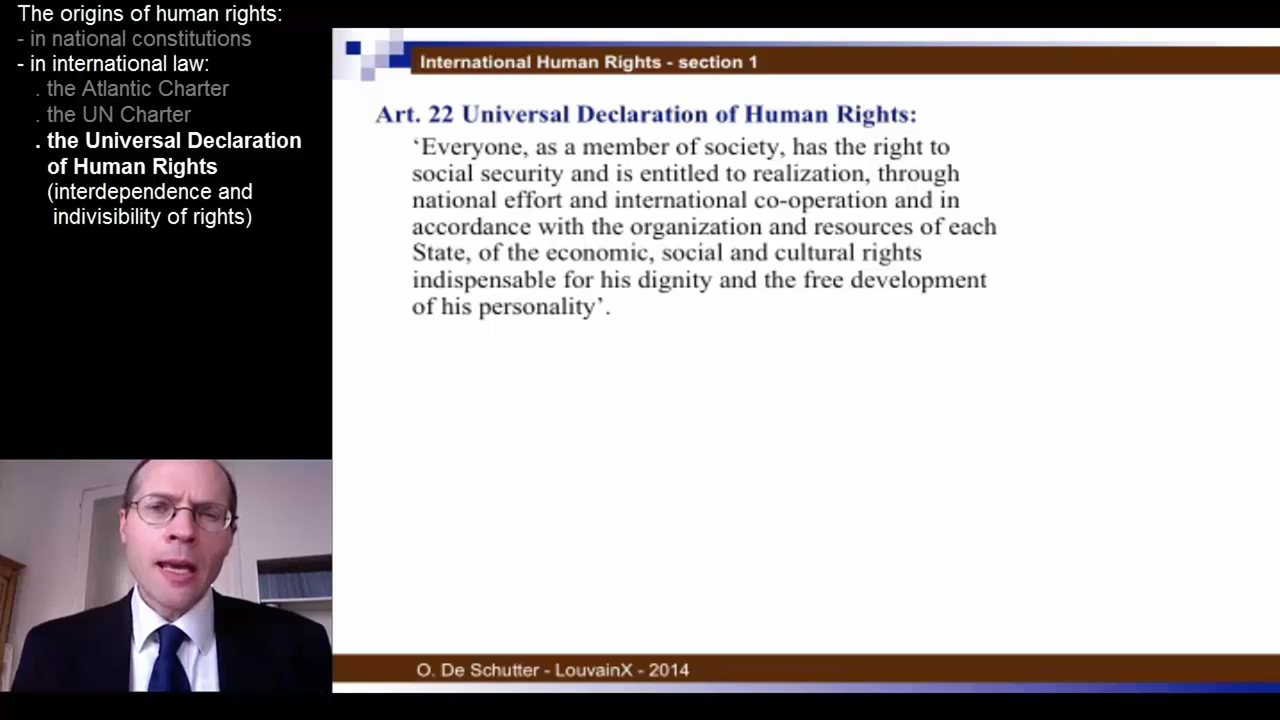 The origins of human rights:
- in national constitutions
- in international law:
. the Atlantic Charter
. the UN Charter
. the Universal Declaration
of Human Rights
(interdependence and
indivisibility of rights)
International Human Rights - section 1
Art. 22 Universal Declaration of Human Rights:
‘Everyone, as a member of society, has the right to
social security and is entitled to realization, through
national effort and international co-operation and in
accordance with the organization and resources of each
State, of the economic, social and cultural rights
indispensable for his dignity and the free development
of his personality’.
O. De Schutter - LouvainX - 2014